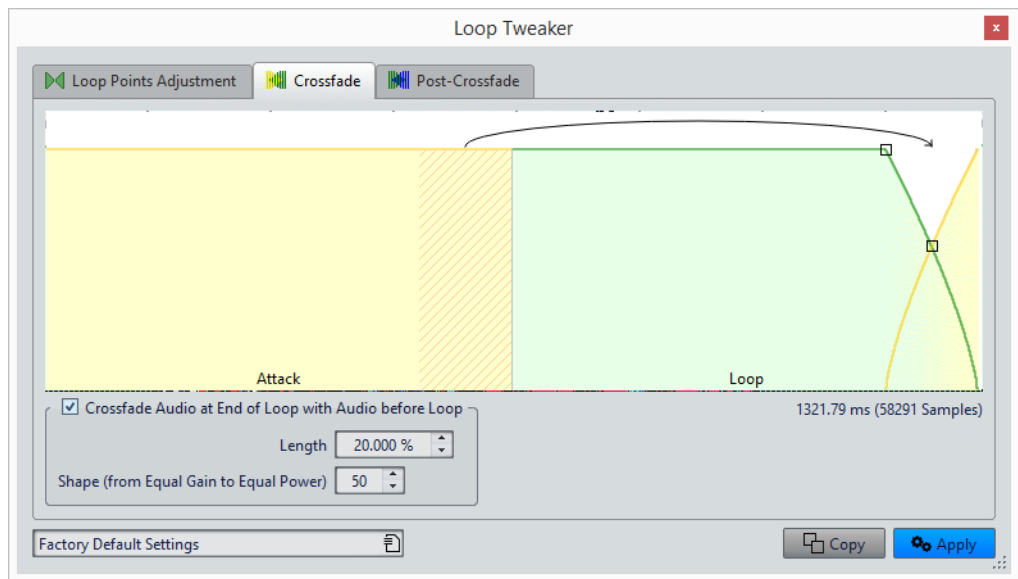 Loop Tweaker
x
Loop Points Adjustment
Crossfade
Post-Crossfade
Attack
Loop
Crossfade Audio at End of Loop with Audio before Loop
1321.79 ms (58291 Samples)
Length 20.000 %
Shape (from Equal Gain to Equal Power) 50
Factory Default Settings
Copy
Apply